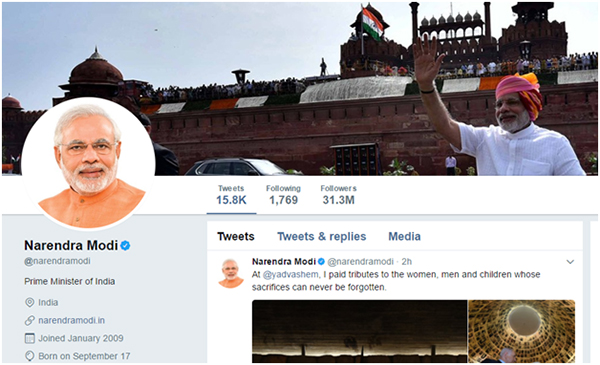 Tweets Following Followers
15.8K 1,769 31.3M
Narendra Modi
@narendramodi
Prime Minister of India
India
narendramodi.in
Joined January 2009
Born on September 17
Tweets Tweets & replies Media
Narendra Modi @narendramodi · 2h
At @yadvashem, I paid tributes to the women, men and children whose
sacrifices can never be forgotten.